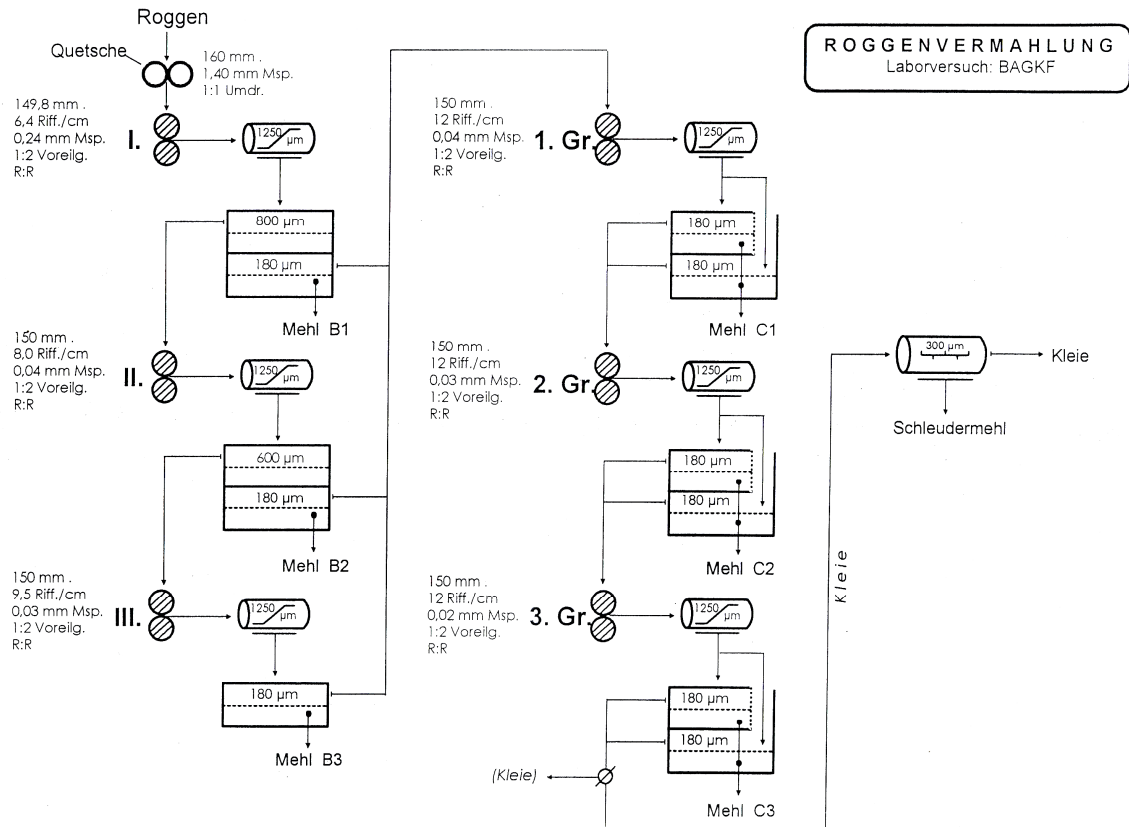 ROGGENVERMAHLUNG
Laborversuch: BAGKF
Roggen
Quetsche
160 mm .
1,40 mm Msp.
1:1 Umdr.
149,8 mm .
6,4 Riff./cm
0,24 mm Msp.
1:2 Voreilg.
R:R
I.
1250
µm
800 µm
180 µm
Mehl B1
150 mm .
8,0 Riff./cm
0,04 mm Msp.
1:2 Voreilg.
R:R
II.
1250
µm
600 µm
180 µm
Mehl B2
150 mm .
9,5 Riff./cm
0,03 mm Msp.
1:2 Voreilg.
R:R
III.
1250
µm
180 µm
Mehl B3
150 mm .
12 Riff./cm
0,04 mm Msp.
1:2 Voreilg.
R:R
1. Gr.
1250
µm
180 µm
180 µm
Mehl C1
150 mm .
12 Riff./cm
0,03 mm Msp.
1:2 Voreilg.
R:R
2. Gr.
1250
µm
180 µm
180 µm
Mehl C2
150 mm .
12 Riff./cm
0,02 mm Msp.
1:2 Voreilg.
R:R
3. Gr.
1250
µm
180 µm
180 µm
(Kleie)
Mehl C3
Kleie
300 µm
Kleie
Schleudermehl